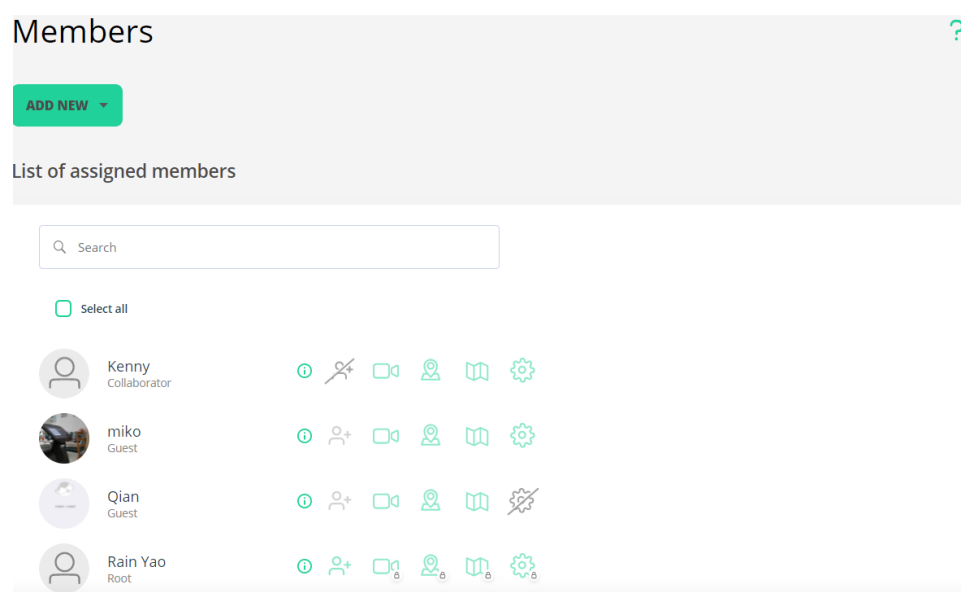 Members
?
ADD NEW
List of assigned members
Search
Select all
Kenny
Collaborator
miko
Guest
Qian
Guest
Rain Yao
Root